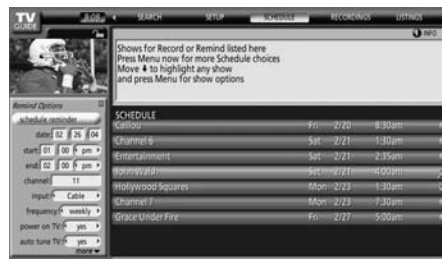 TV GUIDE
8:08 SEARCH SETUP SCHEDULE RECORDINGS LISTINGS
INFO
Shows for Record or Remind listed here
Press Menu now for more Schedule choices
Move to highlight any show
and press Menu for show options
Remind Options
schedule reminder
date: 02 / 26 / 04
start: 01 : 00 pm
end: 02 : 00 pm
channel: 11
input: Cable
frequency: weekly
power on TV: yes
auto tune TV: yes
more
SCHEDULE
Caillou Fri 2/20 8:30am
Channel 6 Sat 2/21 1:30am
Entertainment Sat 2/21 2:35am
John Walsh Sat 2/21 4:00am
Hollywood Squares Mon 2/23 1:30am
Channel 7 Mon 2/23 7:30am
Grace Under Fire Fri 2/27 5:00am